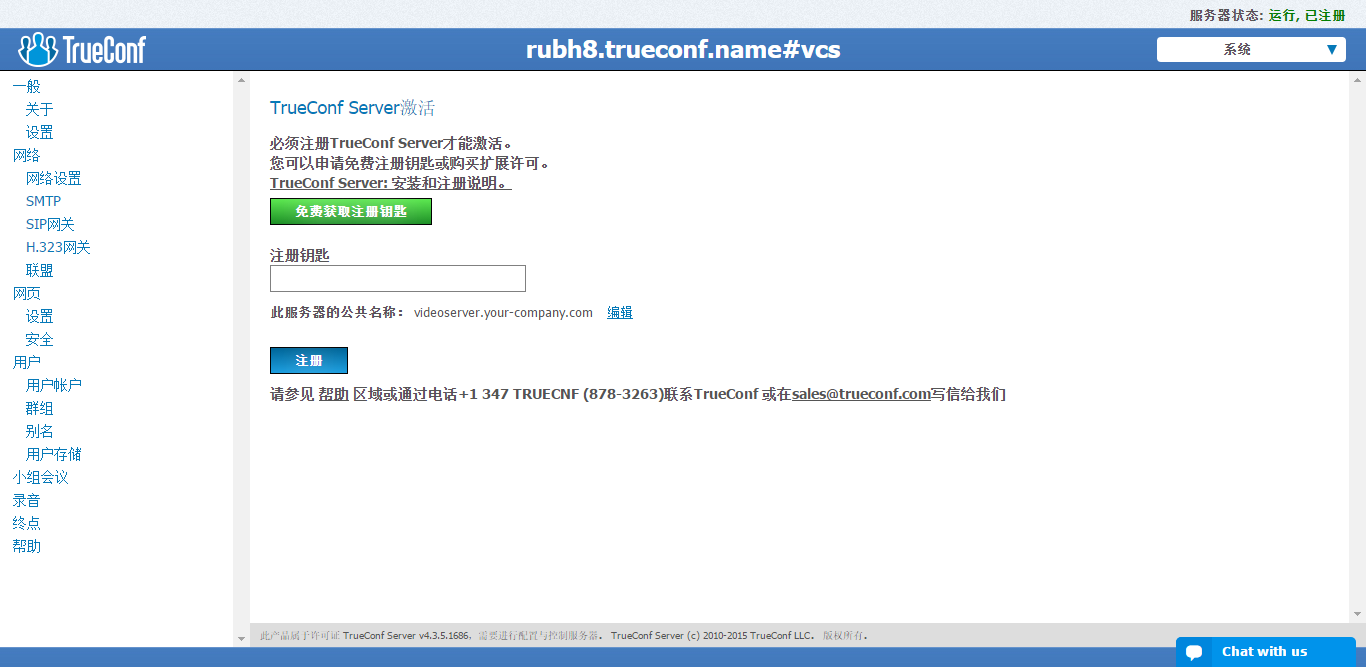 服务器状态: 运行, 已注册
TrueConf
rubh8.trueconf.name#vcs
系统
一般
关于
设置
网络
网络设置
SMTP
SIP网关
H.323网关
联盟
网页
设置
安全
用户
用户帐户
群组
别名
用户存储
小组会议
录音
终点
帮助
TrueConf Server激活
必须注册TrueConf Server才能激活。
您可以申请免费注册钥匙或购买扩展许可。
TrueConf Server: 安装和注册说明。
免费获取注册钥匙
注册钥匙
此服务器的公共名称： videoserver.your-company.com 编辑
注册
请参见 帮助 区域或通过电话+1 347 TRUECNF (878-3263)联系TrueConf 或在sales@trueconf.com写信给我们
此产品属于许可证 TrueConf Server v4.3.5.1686，需要进行配置与控制服务器． TrueConf Server (c) 2010-2015 TrueConf LLC． 版权所有．
Chat with us